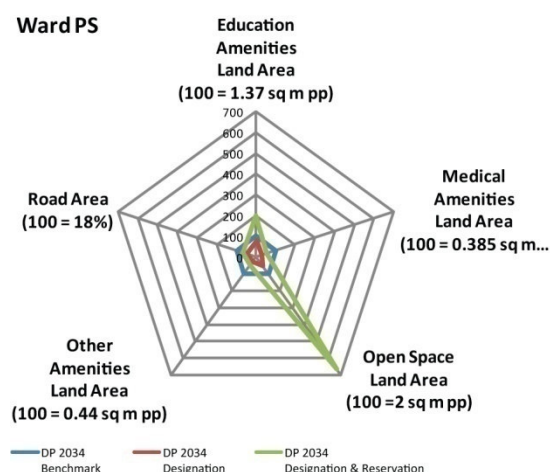 Ward PS
Education
Amenities
Land Area
(100 = 1.37 sq m pp)
700
600
500
400
300
200
100
0
Medical
Amenities
Land Area
(100 = 0.385 sq m...
Open Space
Land Area
(100 =2 sq m pp)
Other
Amenities
Land Area
(100 = 0.44 sq m pp)
Road Area
(100 = 18%)
DP 2034
Benchmark
DP 2034
Designation
DP 2034
Designation & Reservation